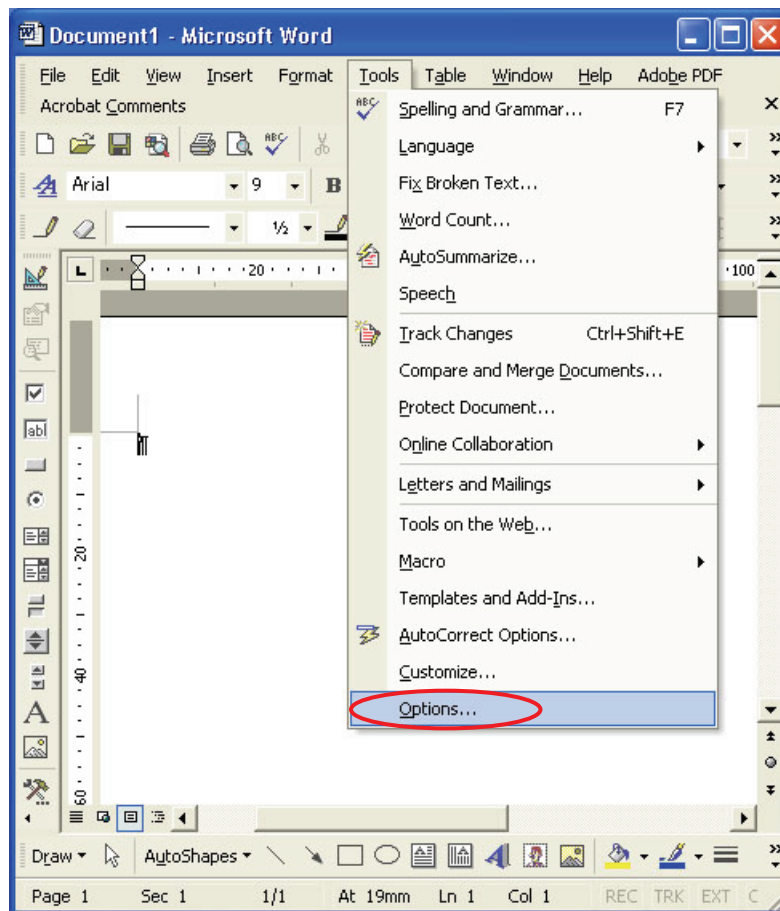 Document1 - Microsoft Word
File Edit View Insert Format Tools Table Window Help Adobe PDF
Acrobat Comments
Arial 9 B
½
L 20 100
ABC Spelling and Grammar... F7
Language
Fix Broken Text...
Word Count...
AutoSummarize...
Speech
Track Changes Ctrl+Shift+E
Compare and Merge Documents...
Protect Document...
Online Collaboration
Letters and Mailings
Tools on the Web...
Macro
Templates and Add-Ins...
AutoCorrect Options...
Customize...
Options...
ab
¶
20
40
60
A
Draw AutoShapes
Page 1 Sec 1 1/1 At 19mm Ln 1 Col 1 REC TRK EXT